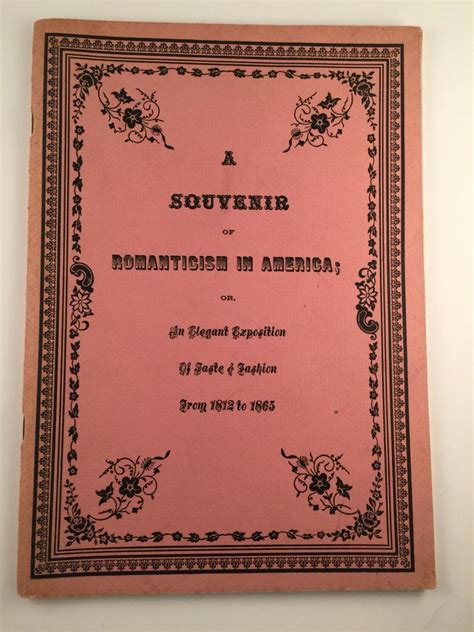 A
SOUVENIR
OF
ROMANTICISM IN AMERICA;
OR,
An Elegant Exposition
Of Taste & Fashion
From 1812 to 1865